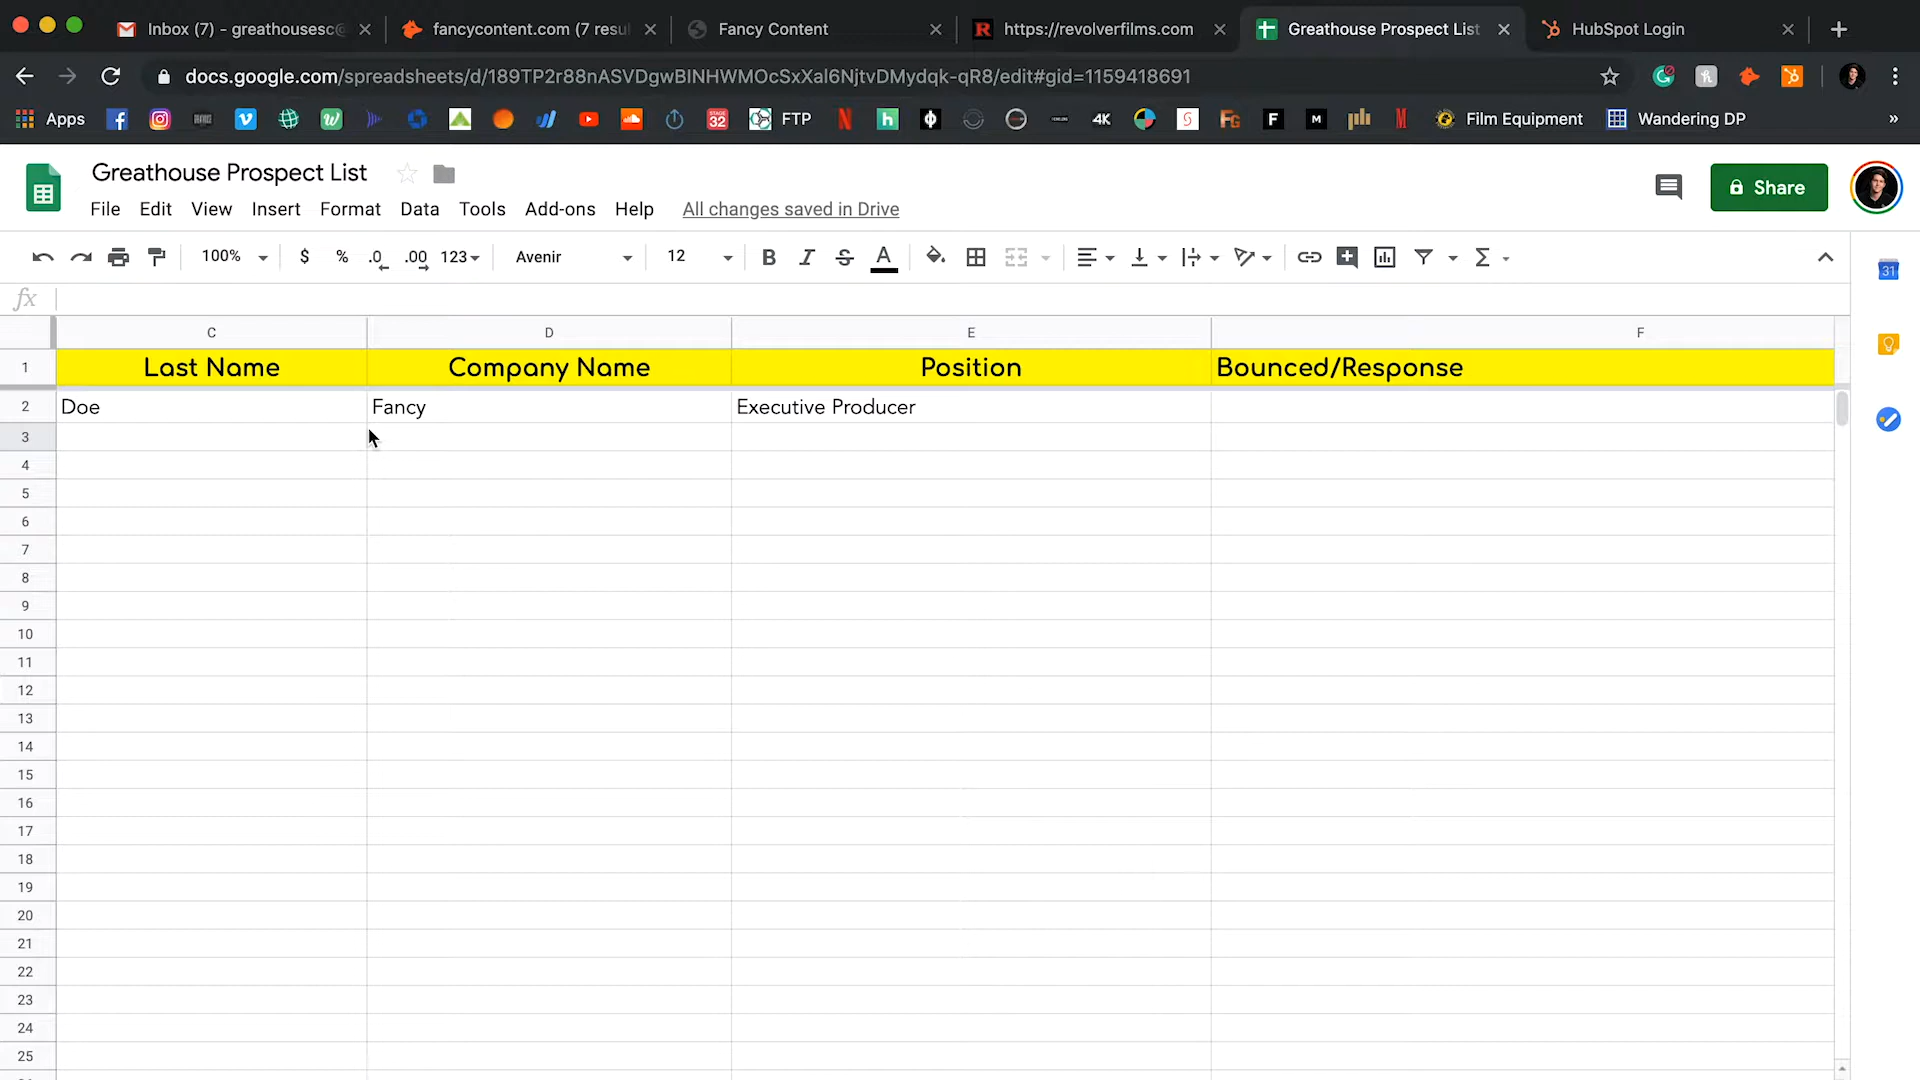 Inbox (7) - greathousesc@
fancycontent.com (7 resul
Fancy Content
https://revolverfilms.com
Greathouse Prospect List
HubSpot Login
docs.google.com/spreadsheets/d/189TP2r88nASVDgwBINHWMOcSxXal6NjtvDMydqk-qR8/edit#gid=1159418691
Apps
FTP
4K
Film Equipment
Wandering DP
»
Greathouse Prospect List
Share
File Edit View Insert Format Data Tools Add-ons Help All changes saved in Drive
100% $ % .0 .00 123 Avenir 12 B I S A Σ
31
fx
C D E F
1 Last Name Company Name Position Bounced/Response
2 Doe Fancy Executive Producer
3
4
5
6
7
8
9
10
11
12
13
14
15
16
17
18
19
20
21
22
23
24
25